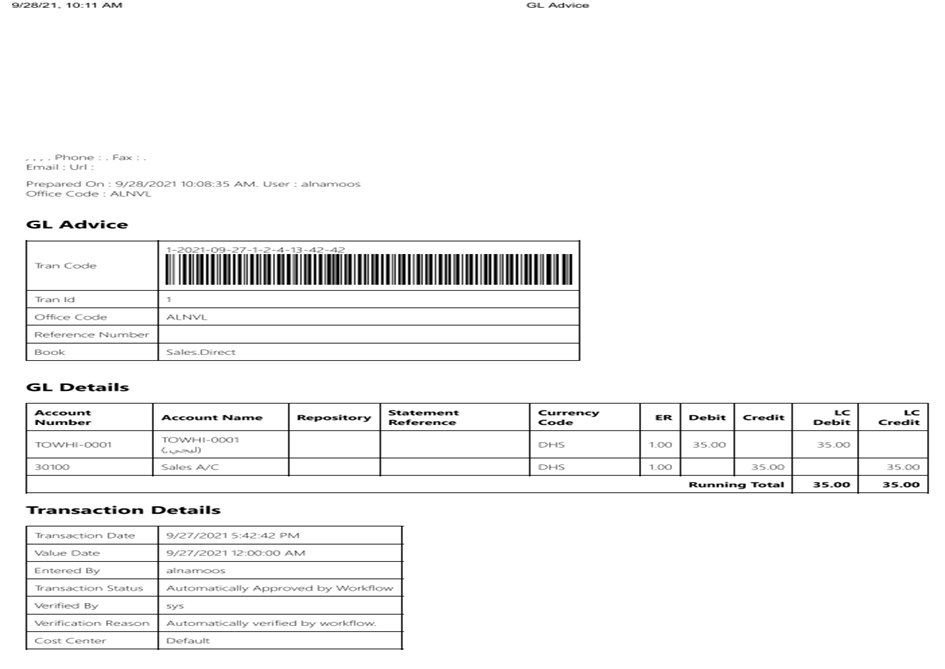 9/28/21, 10:11 AM GL Advice
, , , . Phone : . Fax : .
Email : Url :
Prepared On : 9/28/2021 10:08:35 AM. User : alnamoos
Office Code : ALNVL
GL Advice
Tran Code 1-2021-09-27-1-2-4-13-42-42
Tran Id 1
Office Code ALNVL
Reference Number
Book Sales.Direct
GL Details
Account Number Account Name Repository Statement Reference Currency Code ER Debit Credit LC Debit LC Credit
TOWHI-0001 TOWHI-0001 DHS 1.00 35.00 35.00
30100 Sales A/C DHS 1.00 35.00 35.00
Running Total 35.00 35.00
Transaction Details
Transaction Date 9/27/2021 5:42:42 PM
Value Date 9/27/2021 12:00:00 AM
Entered By alnamoos
Transaction Status Automatically Approved by Workflow
Verified By sys
Verification Reason Automatically verified by workflow.
Cost Center Default